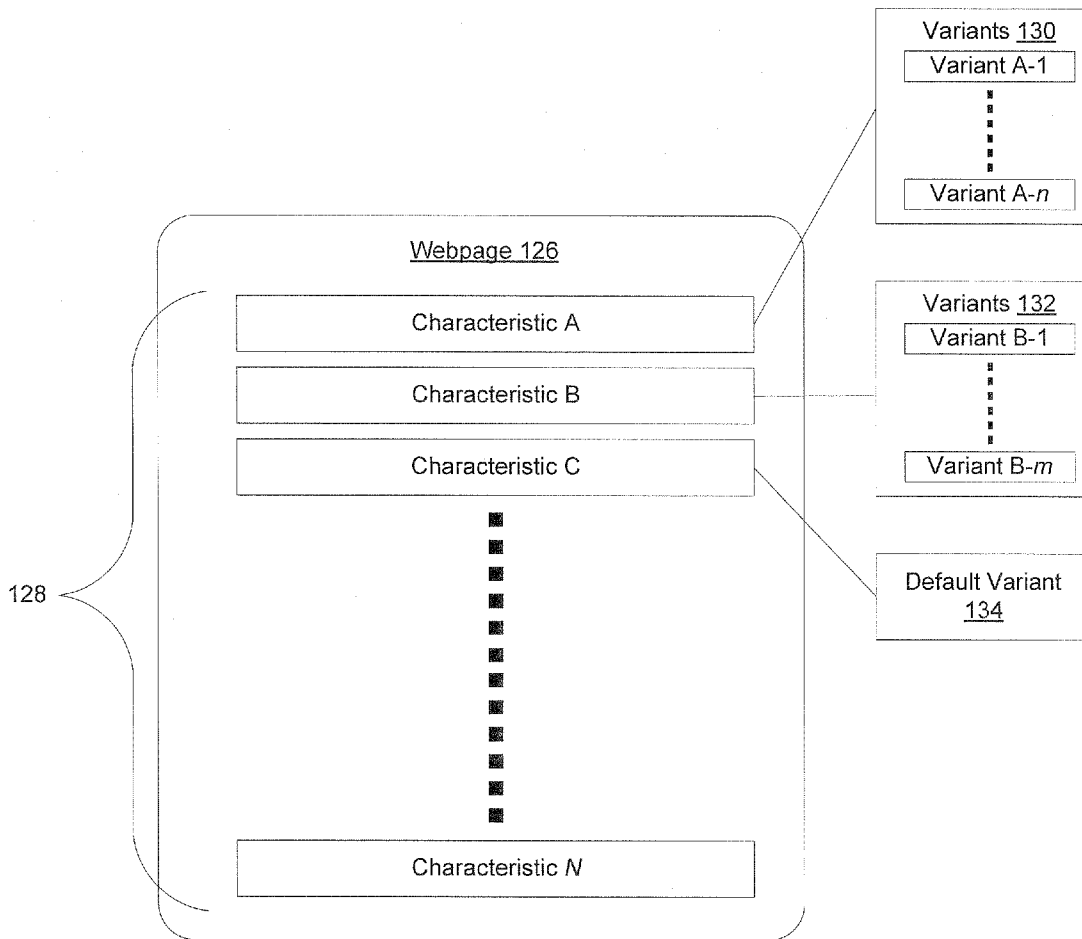 Variants 130
Variant A-1
Variant A-n
Webpage 126
Characteristic A
Characteristic B
Characteristic C
Characteristic N
128
Variants 132
Variant B-1
Variant B-m
Default Variant
134